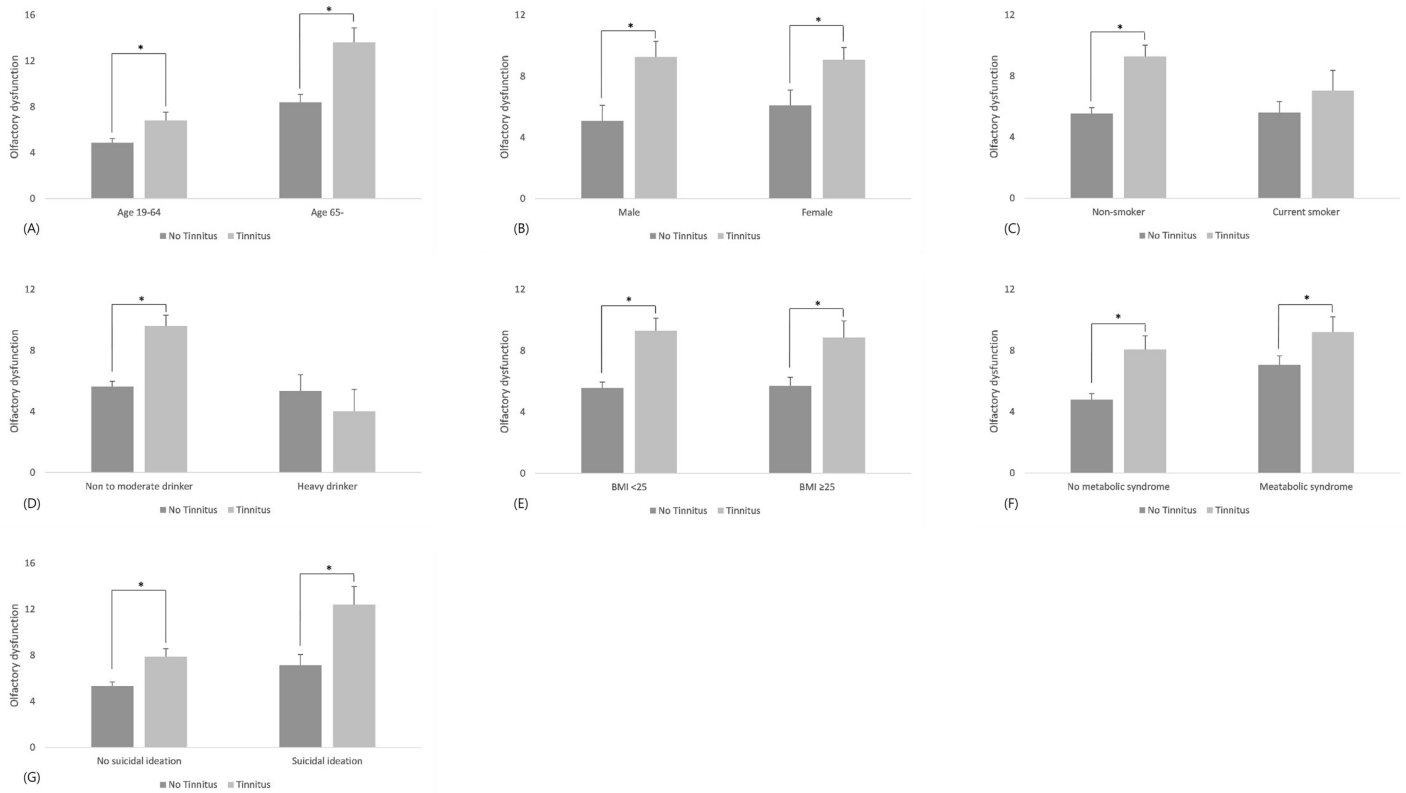 16
12
8
4
0
Olfactory dysfunction
*
*
Age 19-64
Age 65-
(A)
No Tinnitus
Tinnitus
12
8
4
0
Olfactory dysfunction
*
*
Male
Female
(B)
No Tinnitus
Tinnitus
12
8
4
0
Olfactory dysfunction
*
Non-smoker
Current smoker
(C)
No Tinnitus
Tinnitus
12
8
4
0
Olfactory dysfunction
*
Non to moderate drinker
Heavy drinker
(D)
No Tinnitus
Tinnitus
12
8
4
0
Olfactory dysfunction
*
*
BMI <25
BMI ≥25
(E)
No Tinnitus
Tinnitus
12
8
4
0
Olfactory dysfunction
*
*
No metabolic syndrome
Meatabolic syndrome
(F)
No Tinnitus
Tinnitus
16
12
8
4
0
Olfactory dysfunction
*
*
No suicidal ideation
Suicidal ideation
(G)
No Tinnitus
Tinnitus